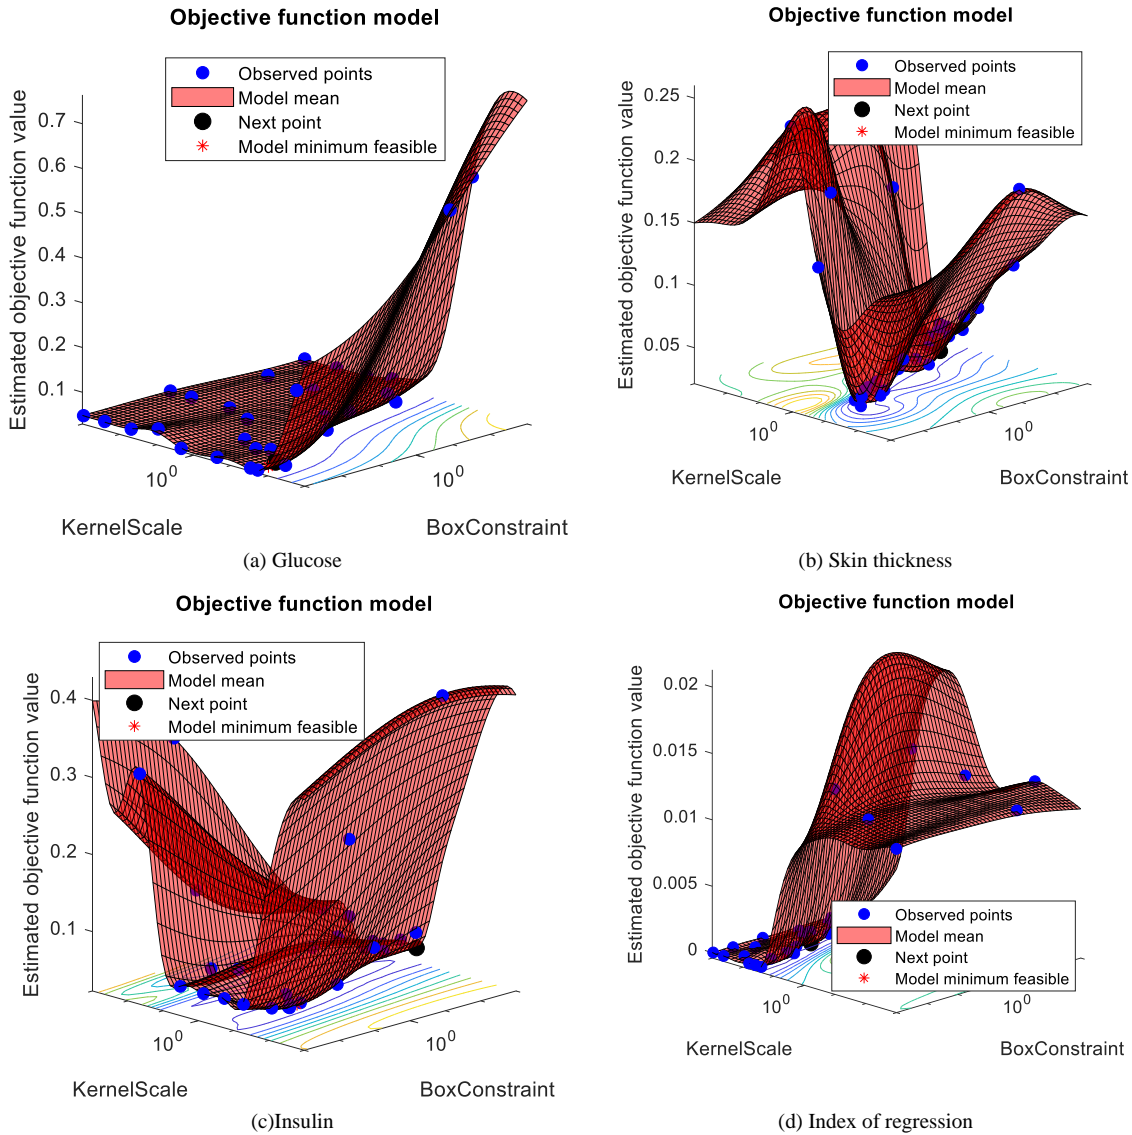 Objective function model
Observed points
Model mean
Next point
Model minimum feasible
Estimated objective function value
0.7
0.6
0.5
0.4
0.3
0.2
0.1
10^0
10^0
KernelScale
BoxConstraint
(a) Glucose
Objective function model
Observed points
Model mean
Next point
Model minimum feasible
Estimated objective function value
0.25
0.2
0.15
0.1
0.05
10^0
10^0
KernelScale
BoxConstraint
(b) Skin thickness
Objective function model
Observed points
Model mean
Next point
Model minimum feasible
Estimated objective function value
0.4
0.3
0.2
0.1
10^0
10^0
KernelScale
BoxConstraint
(c)Insulin
Objective function model
Estimated objective function value
0.02
0.015
0.01
0.005
0
Observed points
Model mean
Next point
Model minimum feasible
10^0
10^0
KernelScale
BoxConstraint
(d) Index of regression